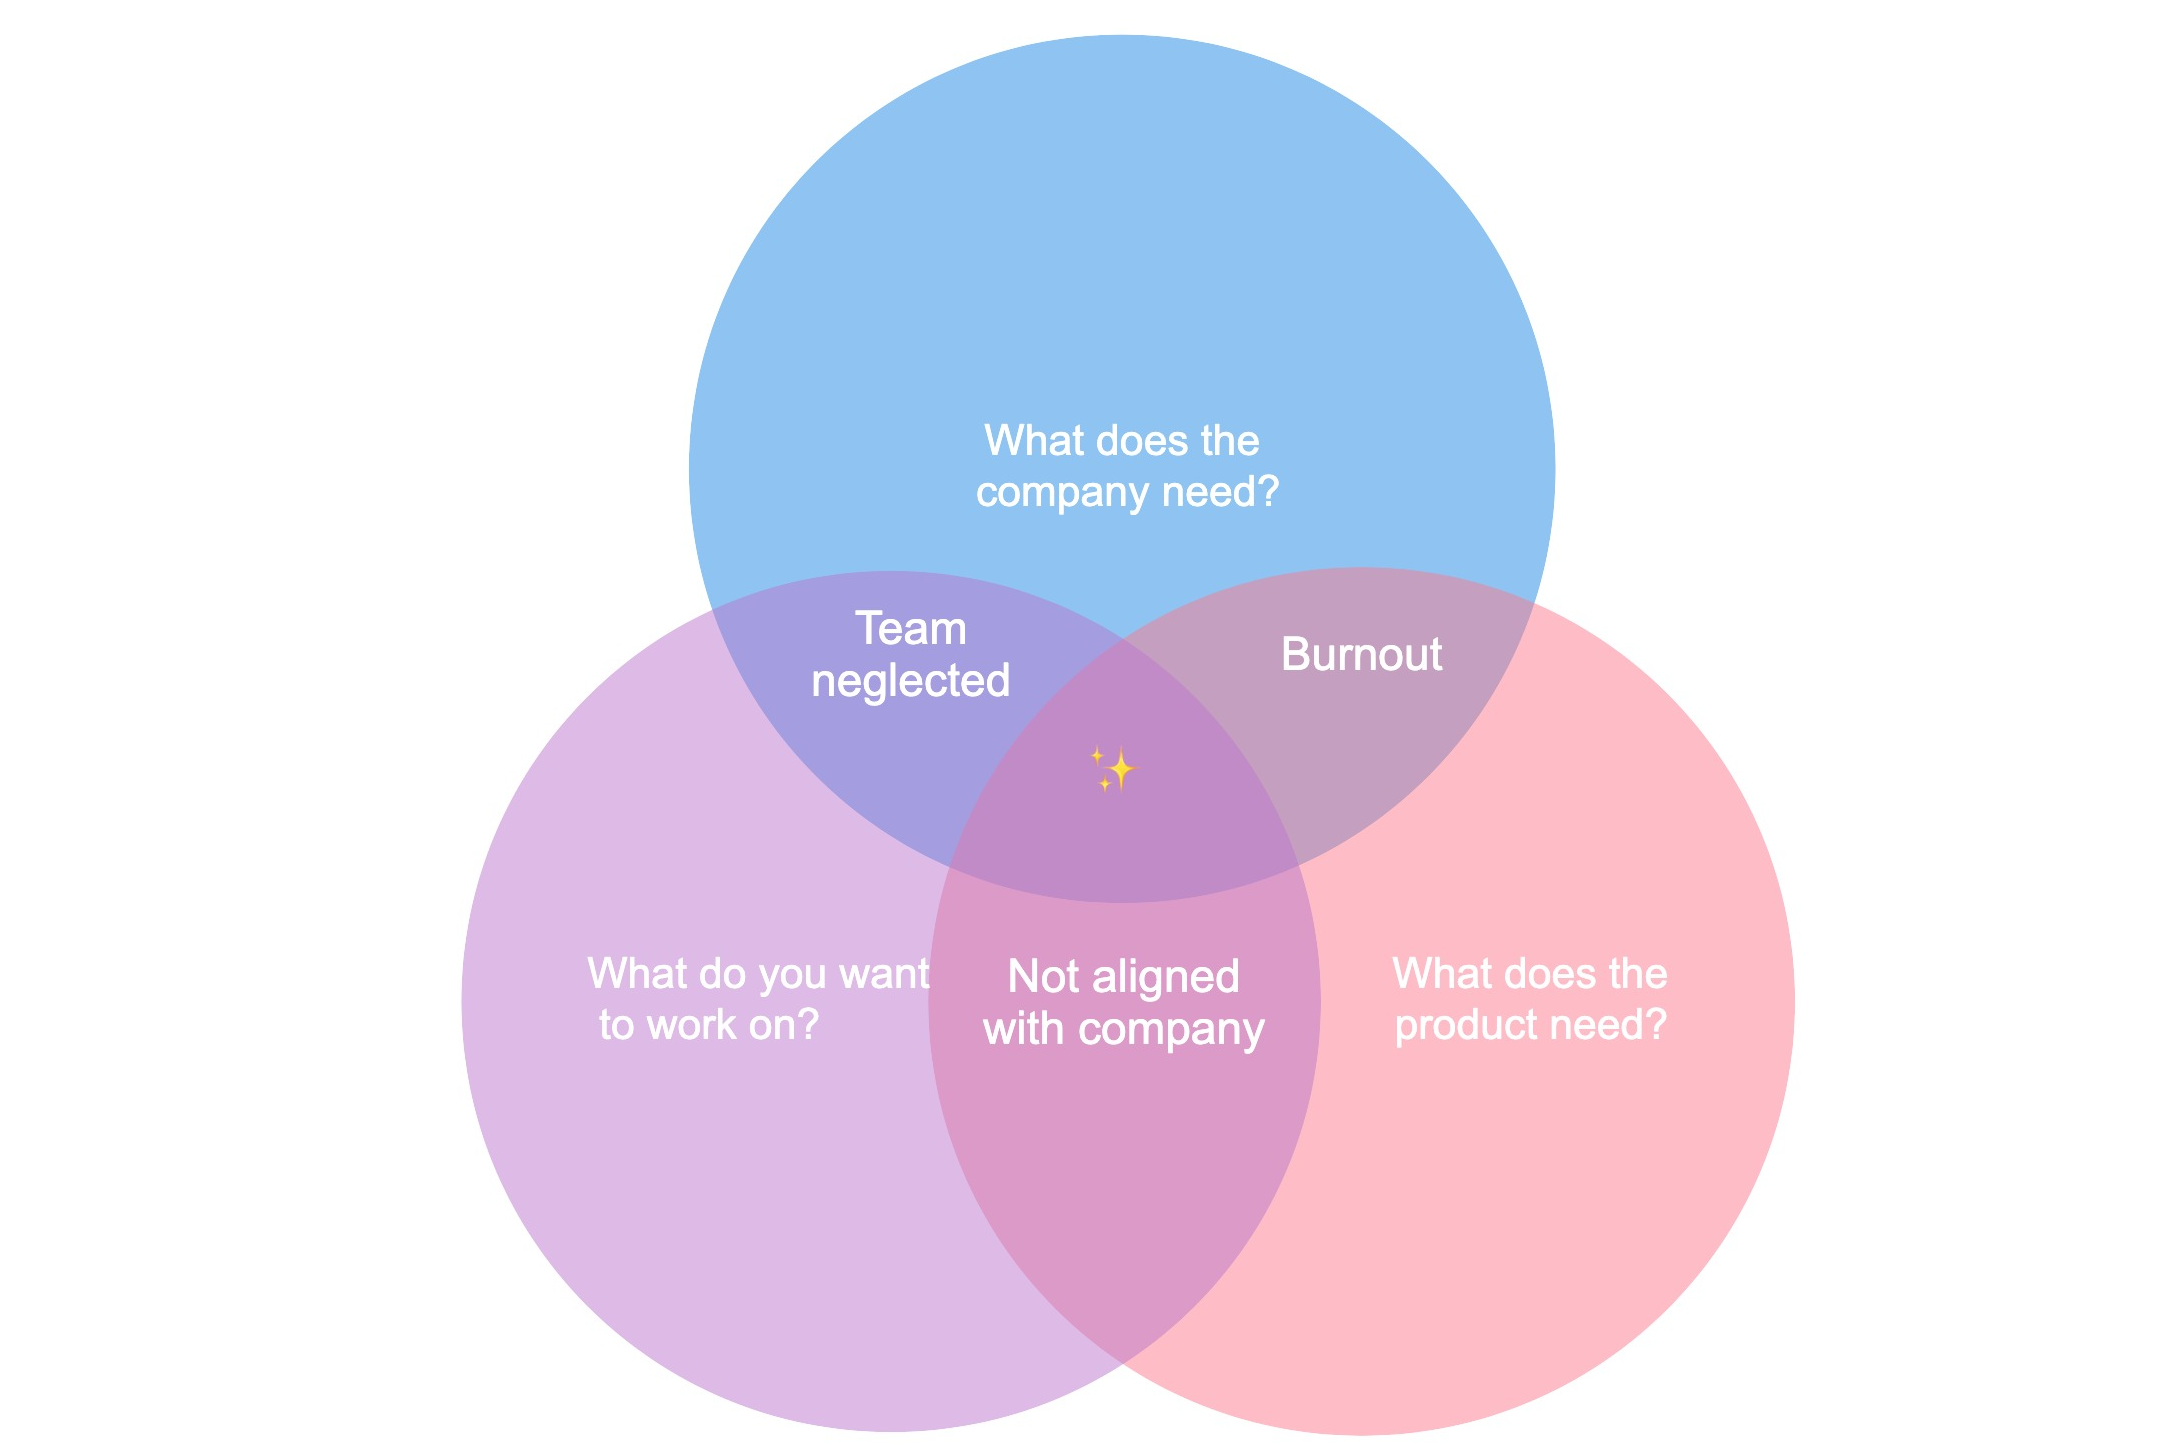 What does the
company need?
Team
neglected
Burnout
✨
What do you want
to work on?
Not aligned
with company
What does the
product need?